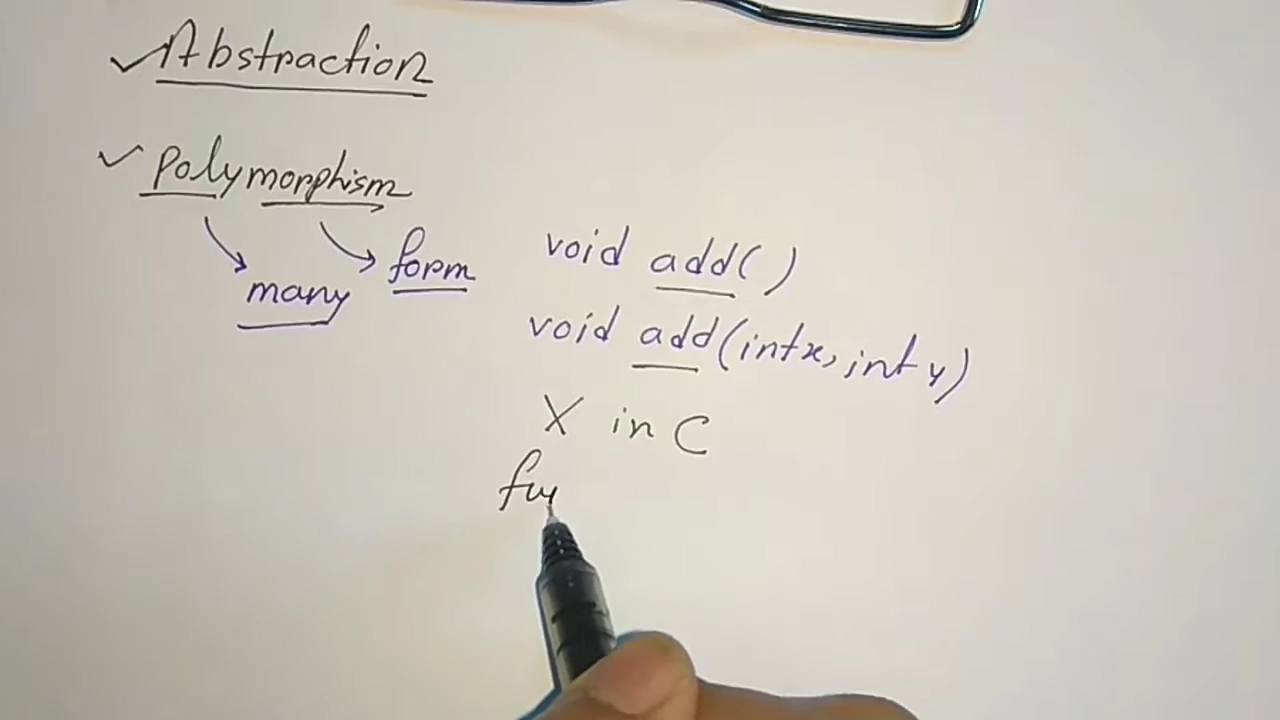 Abstraction
polymorphism
many
form
void add()
void add(int x, int y)
X in C